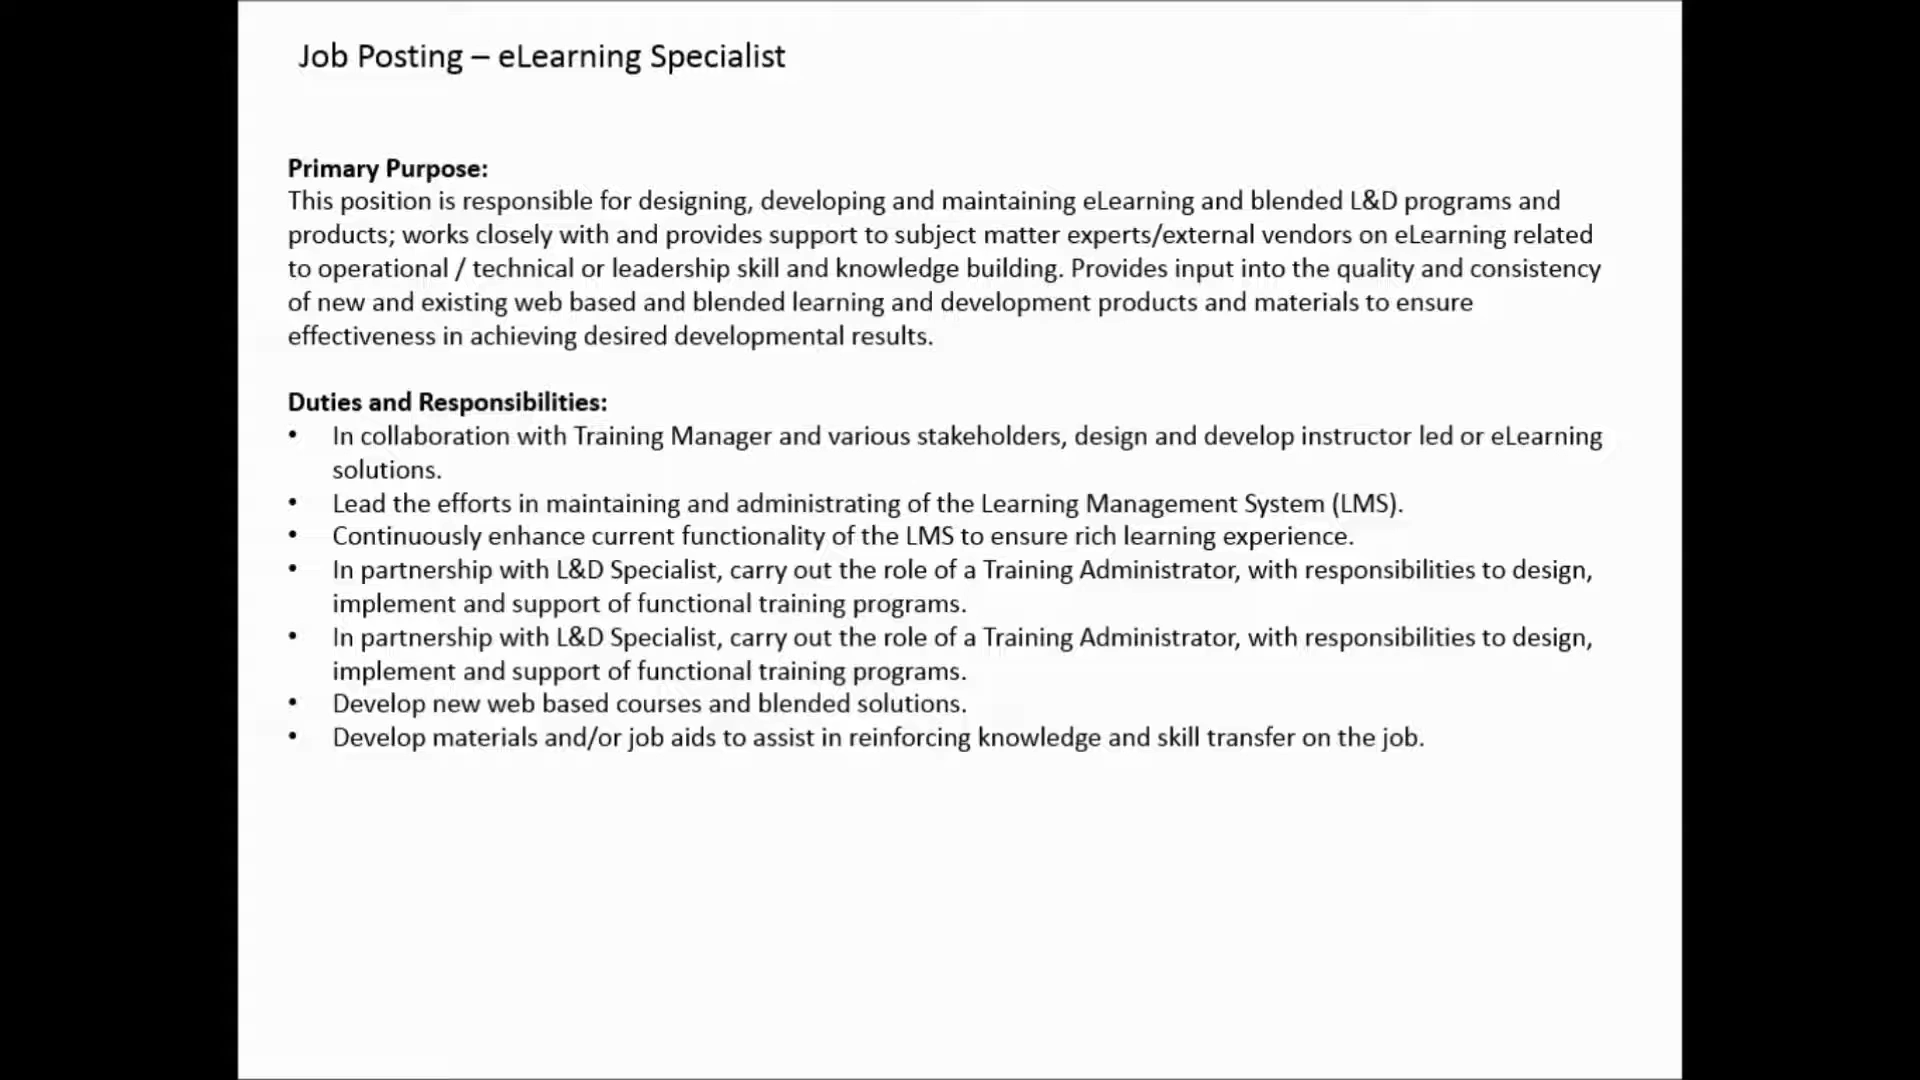 Job Posting – eLearning Specialist
Primary Purpose:
This position is responsible for designing, developing and maintaining eLearning and blended L&D programs and
products; works closely with and provides support to subject matter experts/external vendors on eLearning related
to operational / technical or leadership skill and knowledge building. Provides input into the quality and consistency
of new and existing web based and blended learning and development products and materials to ensure
effectiveness in achieving desired developmental results.
Duties and Responsibilities:
• In collaboration with Training Manager and various stakeholders, design and develop instructor led or eLearning
solutions.
• Lead the efforts in maintaining and administrating of the Learning Management System (LMS).
• Continuously enhance current functionality of the LMS to ensure rich learning experience.
• In partnership with L&D Specialist, carry out the role of a Training Administrator, with responsibilities to design,
implement and support of functional training programs.
• In partnership with L&D Specialist, carry out the role of a Training Administrator, with responsibilities to design,
implement and support of functional training programs.
• Develop new web based courses and blended solutions.
• Develop materials and/or job aids to assist in reinforcing knowledge and skill transfer on the job.